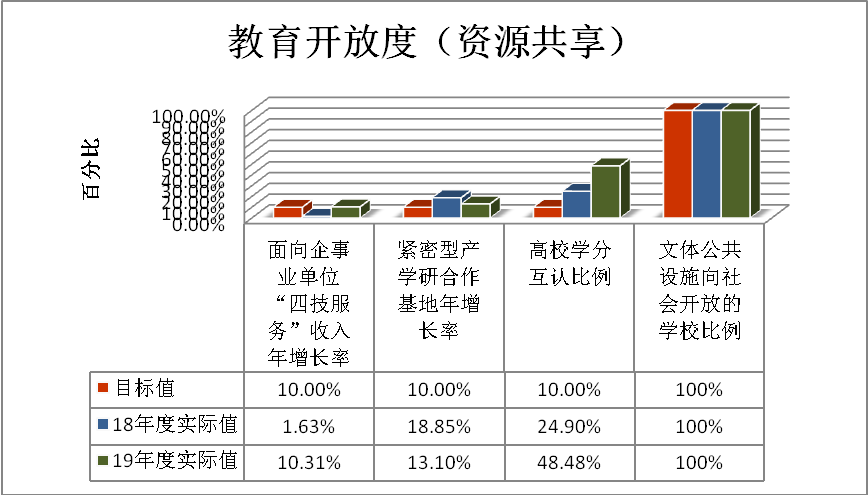 教育开放度（资源共享）
百分比
100.00%
90.00%
80.00%
70.00%
60.00%
50.00%
40.00%
30.00%
20.00%
10.00%
0.00%
面向企事
业单位
“四技服
务”收入
年增长率
紧密型产
学研合作
基地年增
长率
高校学分
互认比例
文体公共
设施向社
会开放的
学校比例
目标值 10.00% 10.00% 10.00% 100%
18年度实际值 1.63% 18.85% 24.90% 100%
19年度实际值 10.31% 13.10% 48.48% 100%